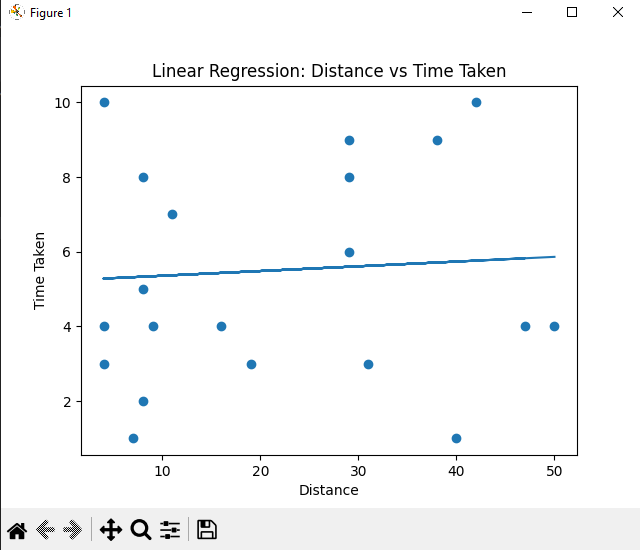 Figure 1
Linear Regression: Distance vs Time Taken
10
8
6
4
2
Time Taken
10 20 30 40 50
Distance